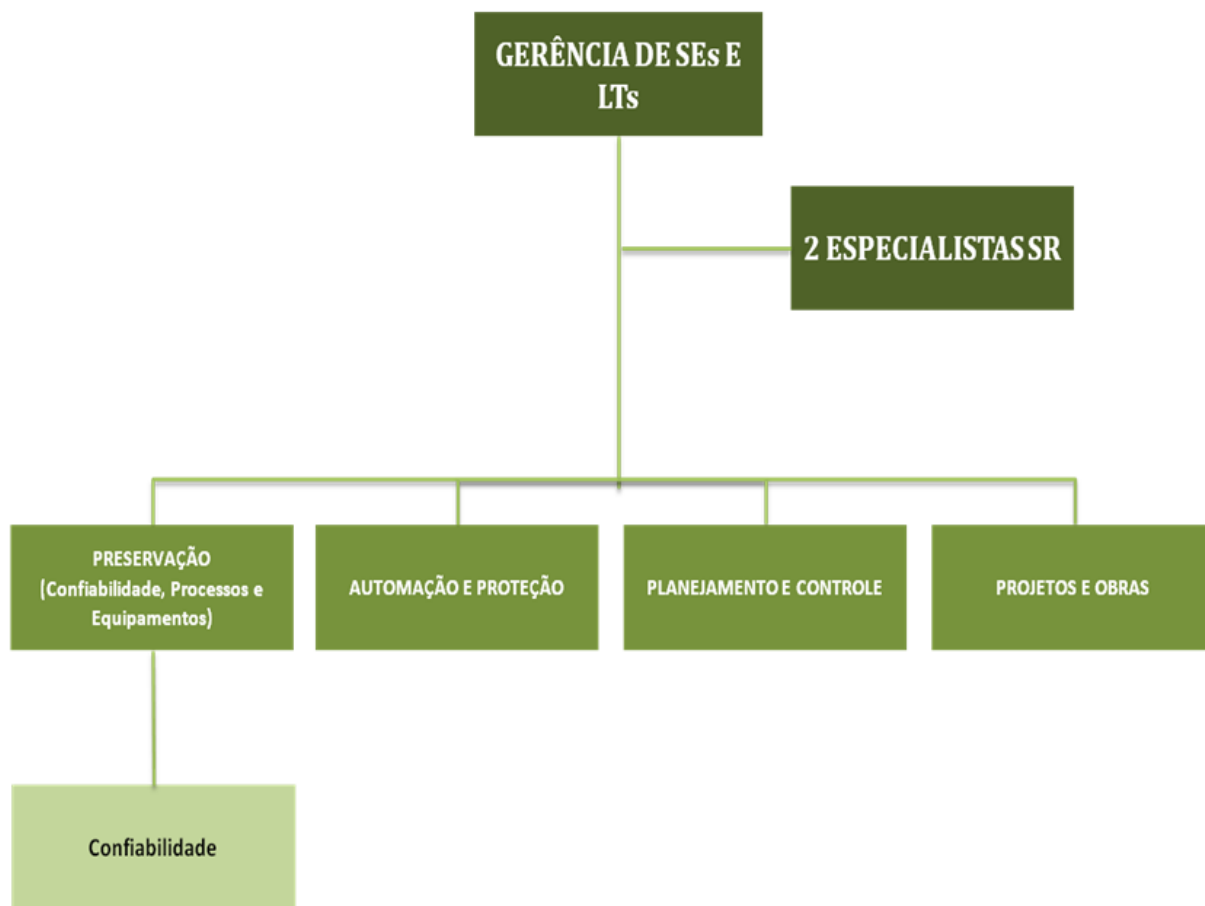 GERÊNCIA DE SEs E
LTs
2 ESPECIALISTAS SR
PRESERVAÇÃO
(Confiabilidade, Processos e
Equipamentos)
AUTOMAÇÃO E PROTEÇÃO
PLANEJAMENTO E CONTROLE
PROJETOS E OBRAS
Confiabilidade